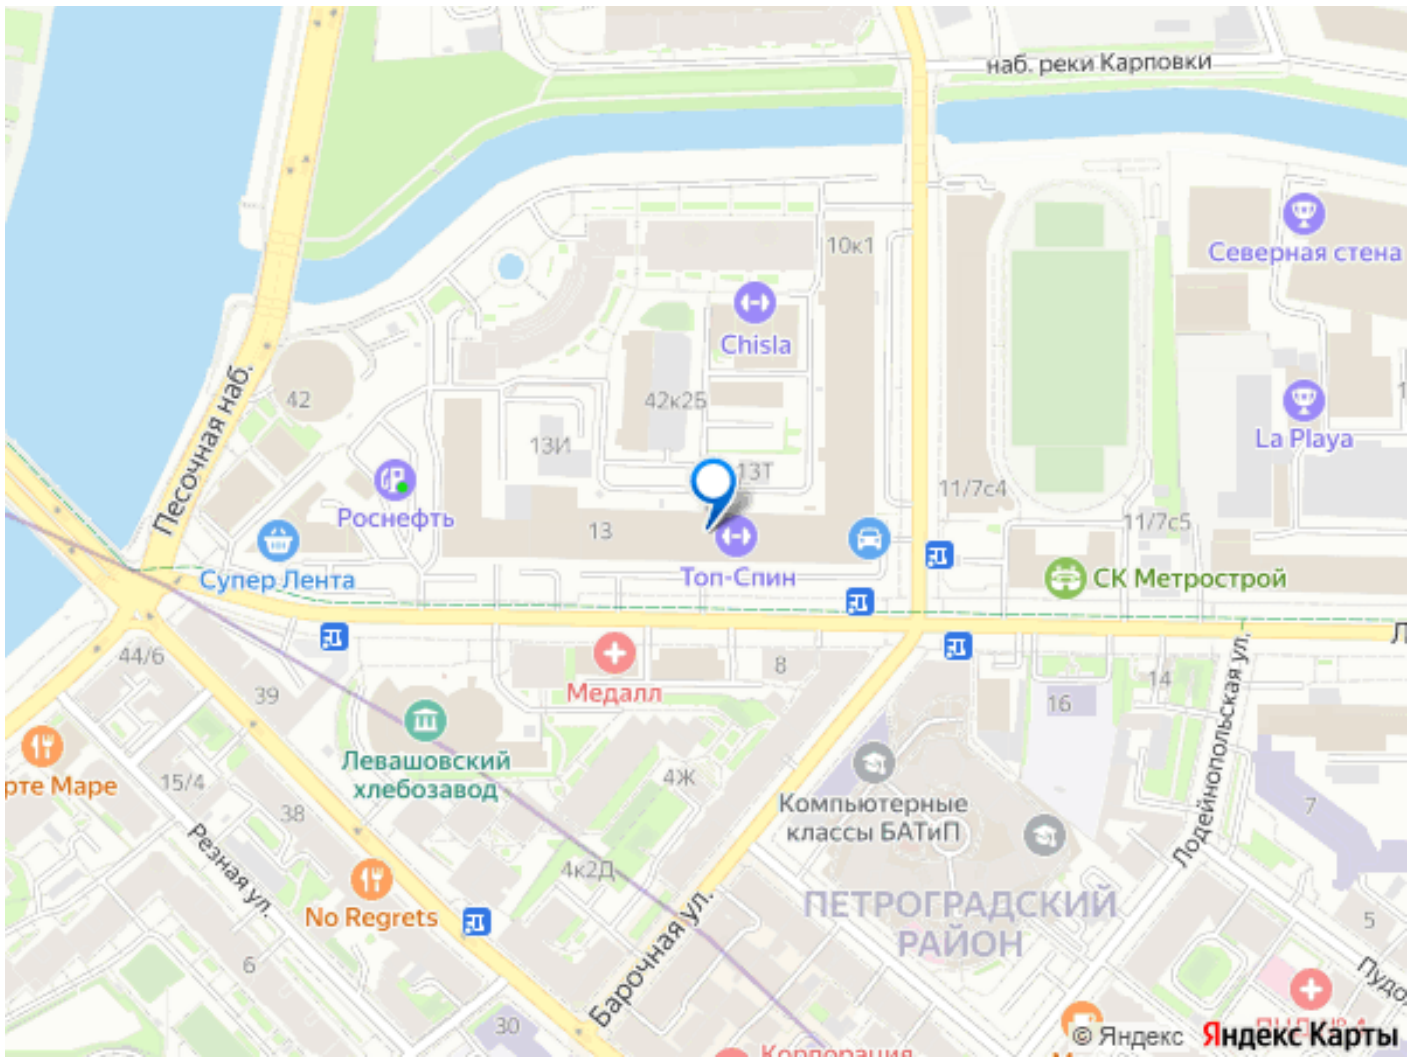 наб. реки Карповки
10к1
Северная стена
Chisla
Песочная наб.
42
42к2Б
La Playa
13И
13Т
11/7с4
Роснефть
11/7с5
13
Супер Лента
Топ-Спин
СК Метрострой
44/6
39
Медалл
8
14
16
Лодейнопольская ул.
Левашовский
хлебозавод
15/4
4Ж
Компьютерные
классы БАТиП
7
38
Резная ул.
4к2Д
No Regrets
ПЕТРОГРАДСКИЙ
РАЙОН
5
Барочная ул.
6
30
© Яндекс
Яндекс Карты
Корпорация